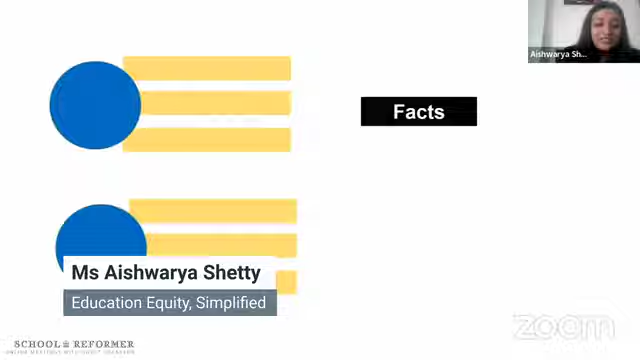 Aishwarya Sh...
Facts
Ms Aishwarya Shetty
Education Equity, Simplified
SCHOOL REFORMER
zoom